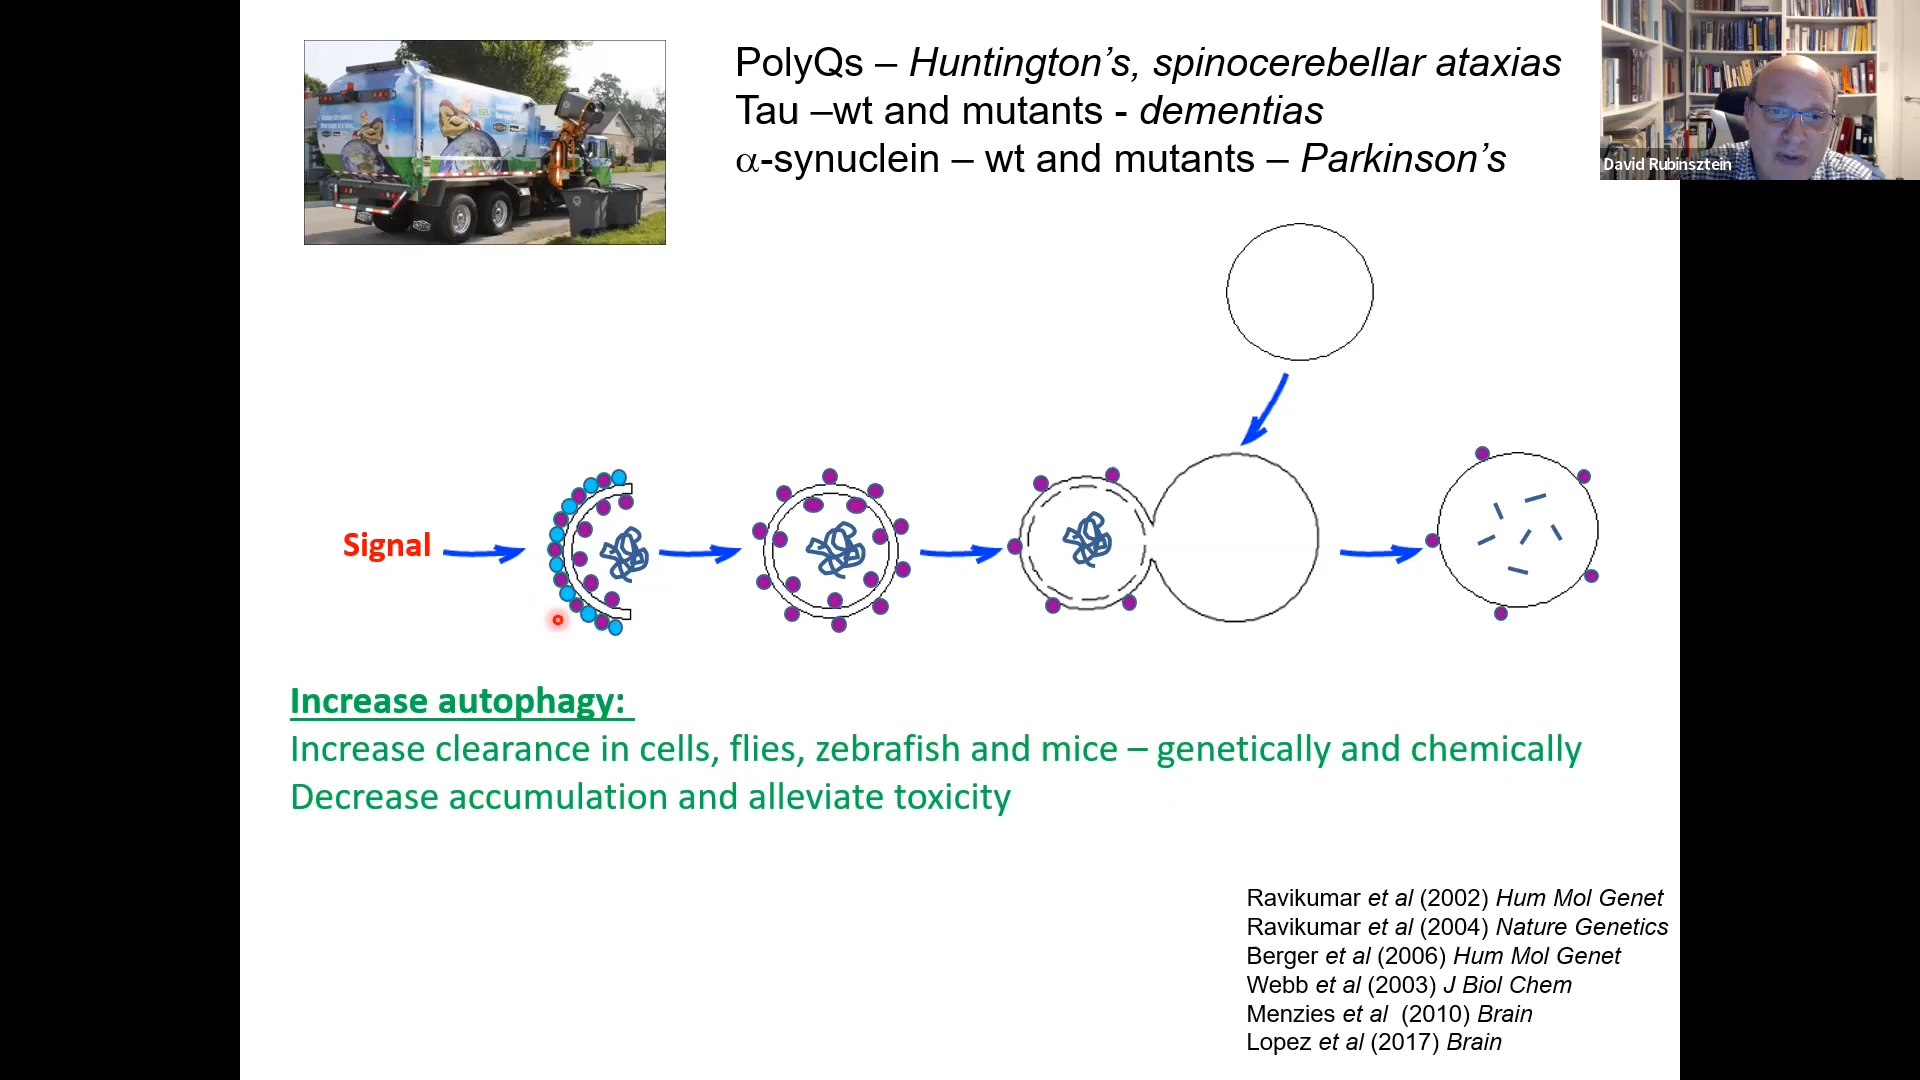 PolyQs – Huntington’s, spinocerebellar ataxias
Tau –wt and mutants - dementias
α-synuclein – wt and mutants – Parkinson’s
David Rubinsztein
Signal
Increase autophagy:
Increase clearance in cells, flies, zebrafish and mice – genetically and chemically
Decrease accumulation and alleviate toxicity
Ravikumar et al (2002) Hum Mol Genet
Ravikumar et al (2004) Nature Genetics
Berger et al (2006) Hum Mol Genet
Webb et al (2003) J Biol Chem
Menzies et al (2010) Brain
Lopez et al (2017) Brain